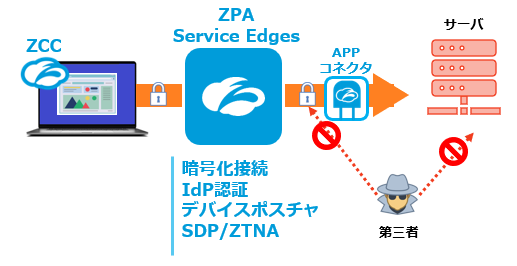 ZCC
ZPA
Service Edges
APP
コネクタ
サーバ
暗号化接続
IdP認証
デバイスポスチャ
SDP/ZTNA
第三者